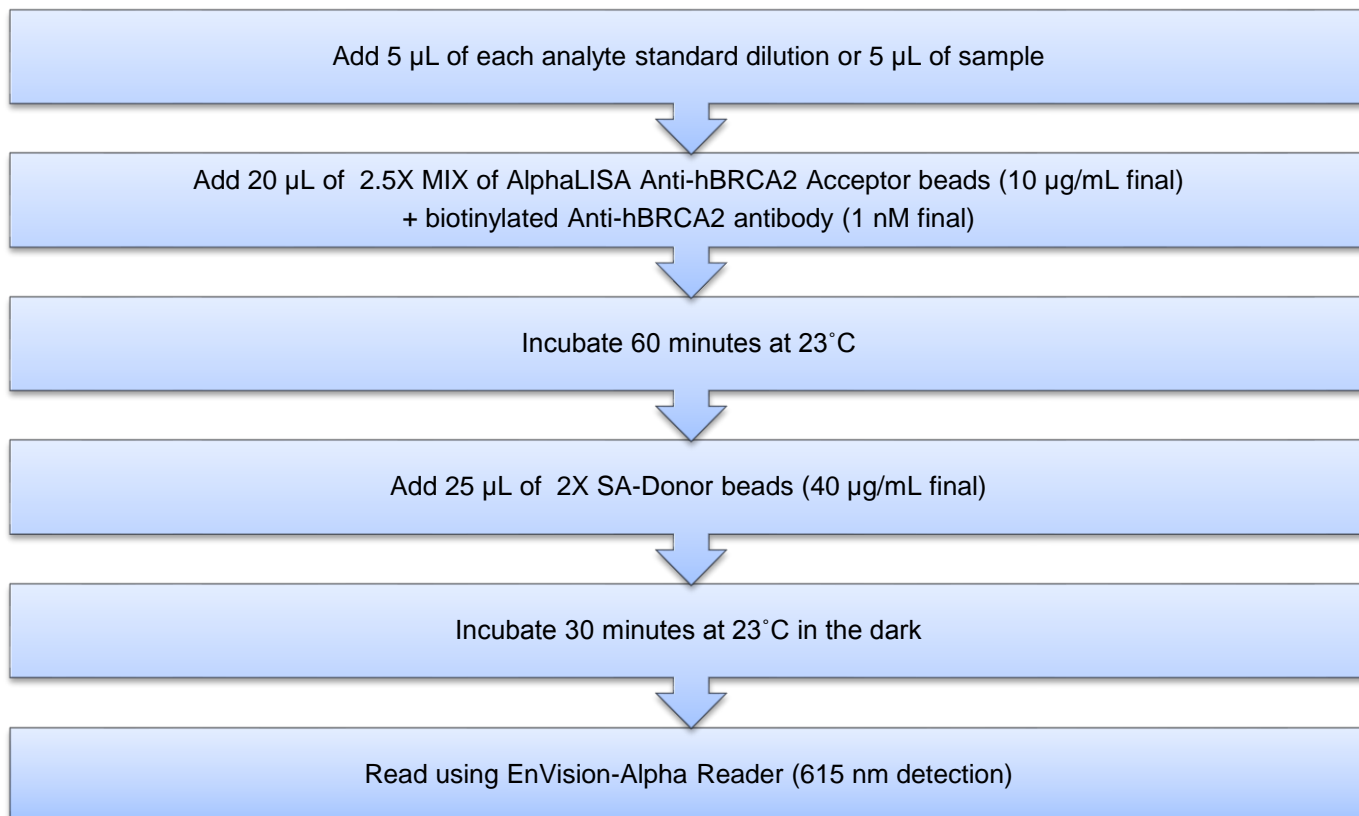 Add 5 µL of each analyte standard dilution or 5 µL of sample
Add 20 µL of  2.5X MIX of AlphaLISA Anti-hBRCA2 Acceptor beads (10 µg/mL final)
+ biotinylated Anti-hBRCA2 antibody (1 nM final)
Incubate 60 minutes at 23˚C
Add 25 µL of  2X SA-Donor beads (40 µg/mL final)
Incubate 30 minutes at 23˚C in the dark
Read using EnVision-Alpha Reader (615 nm detection)